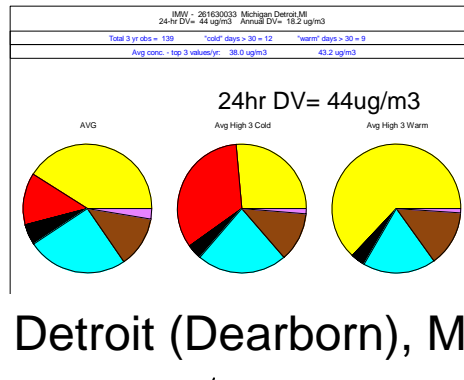 IMW - 261630033 Michigan Detroit,MI
24-hr DV= 44 ug/m3 Annual DV= 18.2 ug/m3
Total 3 yr obs = 139 "cold" days > 30 = 12 "warm" days > 30 = 9
Avg conc. - top 3 values/yr: 38.0 ug/m3 43.2 ug/m3
24hr DV= 44ug/m3
AVG Avg High 3 Cold Avg High 3 Warm
Detroit (Dearborn), M